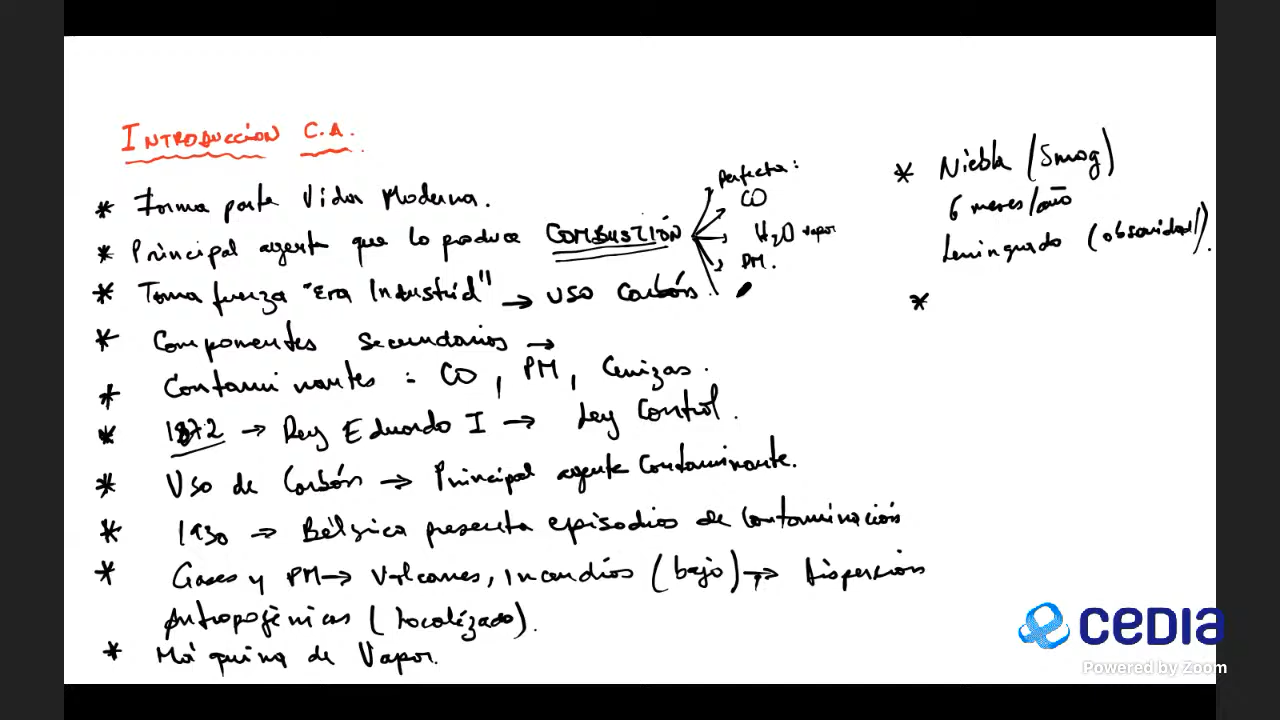 INTRODUCCION C.A.
* Forma parte Vida Moderna.
* Principal agente que lo produce COMBUSTIÓN
Perfecta:
CO
H2O vapor
PM.
* Toma fuerza "Era Industrial" → uso Carbón.
* Componentes Secundarios →
* Contaminantes: CO, PM, Cenizas.
* → Rey Eduardo I → Ley Control.
* Uso de Carbón → Principal agente Contaminante.
* 1930 → Bélgica presenta episodios de contaminación
* Gases y PM → Volcanes, Incendios (bajo) → Dispersión
Antropogénicas (Localizado).
* Máquina de Vapor.
* Niebla (Smog)
6 meses/año
Leningrado (obscuridad).
*
CEDIA
Powered by Zoom